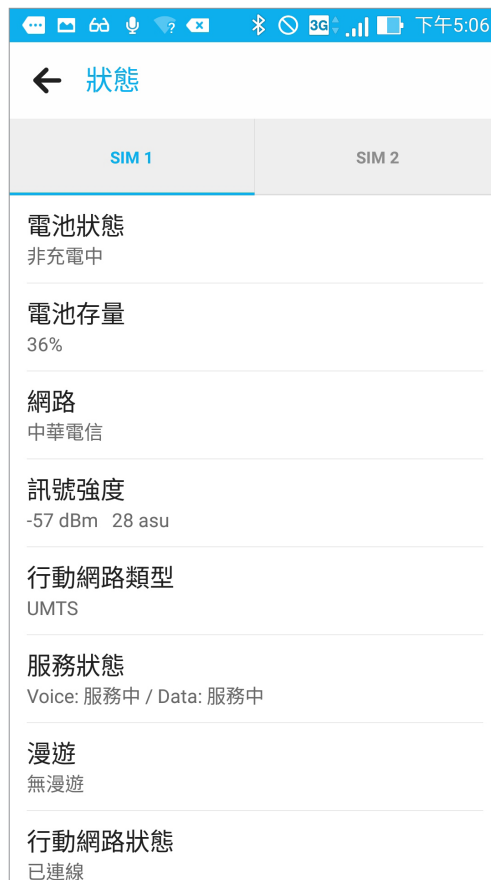 3G 下午5:06
狀態
SIM 1 SIM 2
電池狀態
非充電中
電池存量
36%
網路
中華電信
訊號強度
-57 dBm 28 asu
行動網路類型
UMTS
服務狀態
Voice: 服務中 / Data: 服務中
漫遊
無漫遊
行動網路狀態
已連線